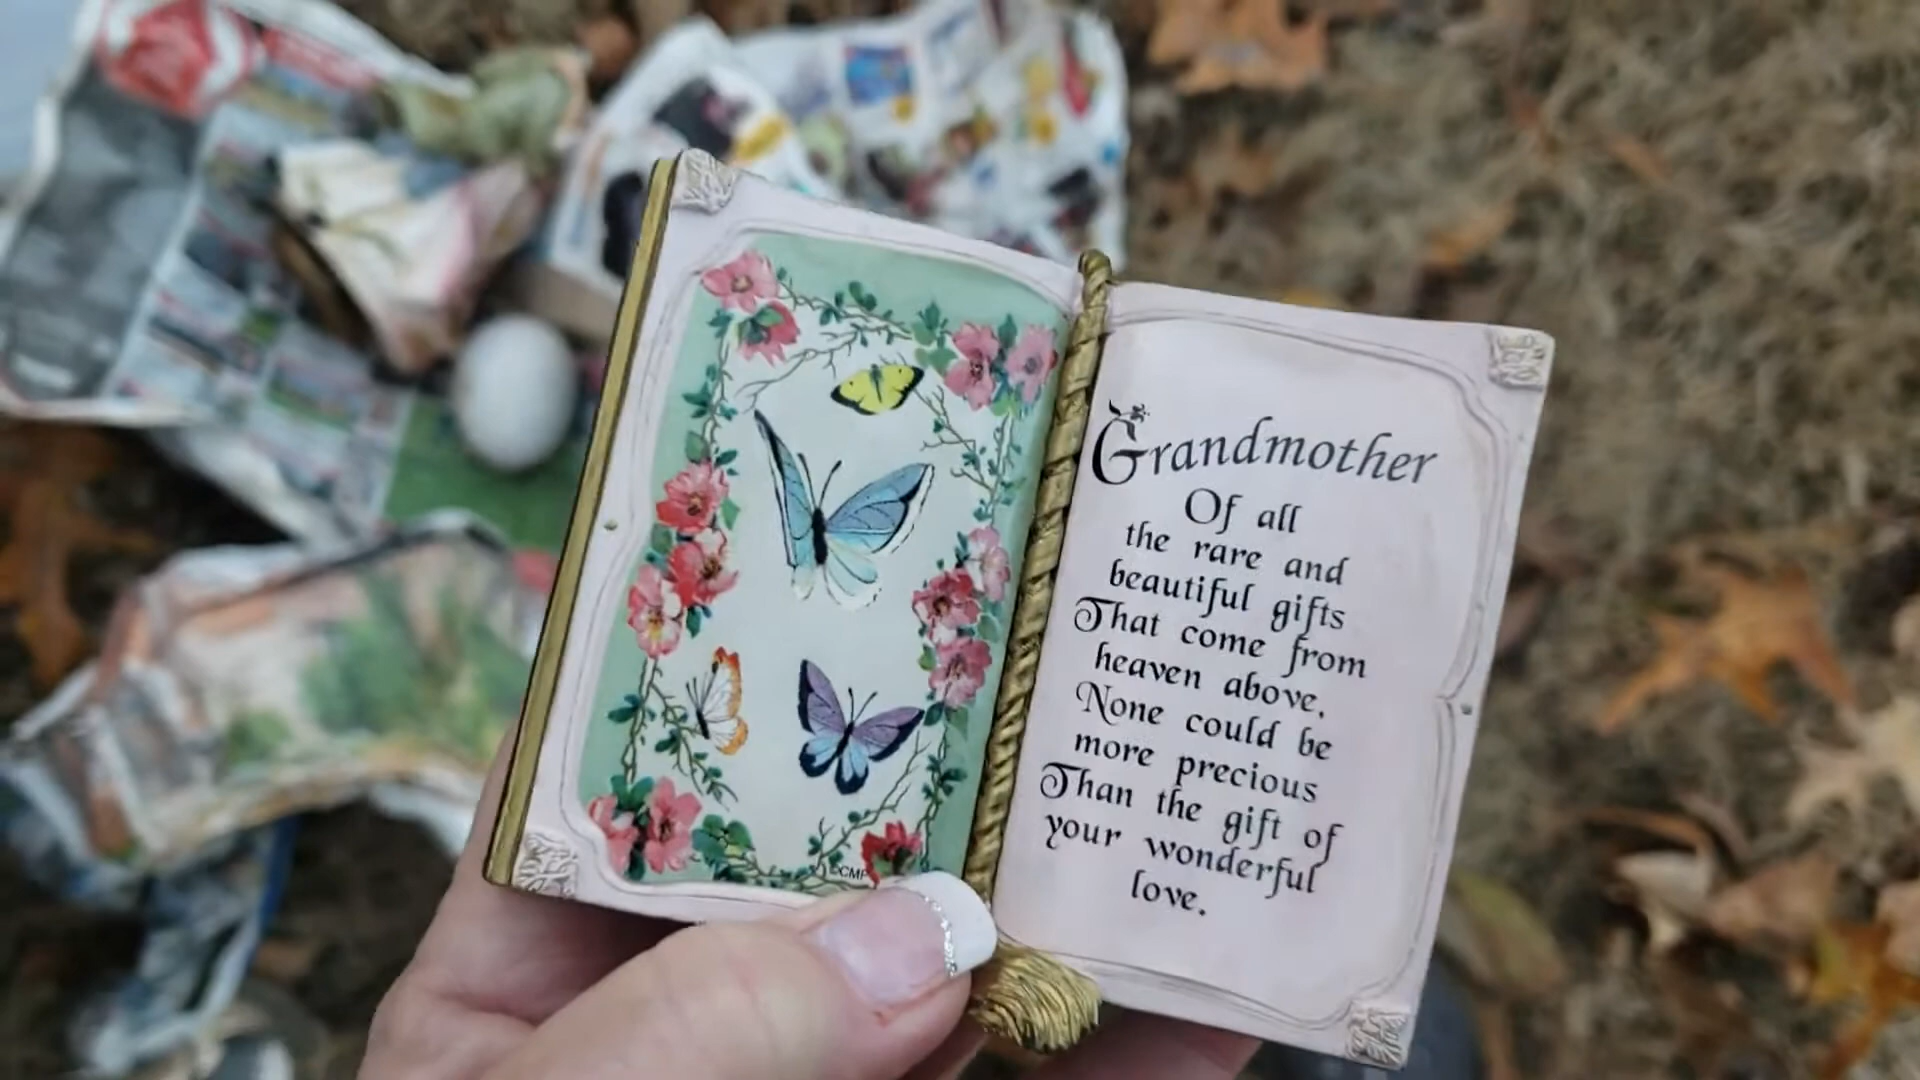 Grandmother
Of all
the rare and
beautiful gifts
That come from
heaven above,
None could be
more precious
Than the gift of
your wonderful
love.
©CMP